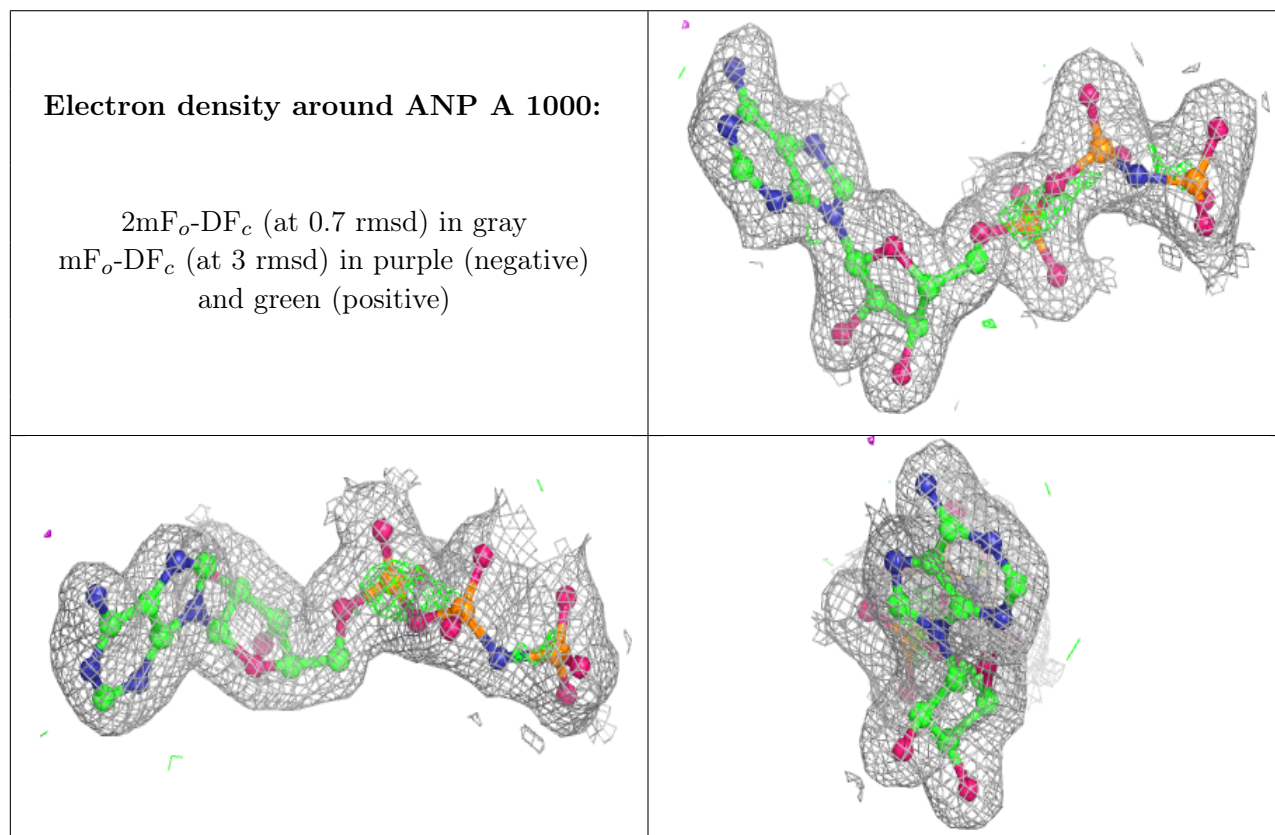 Electron density around ANP A 1000:
2mFo-DFc (at 0.7 rmsd) in gray
mFo-DFc (at 3 rmsd) in purple (negative)
and green (positive)